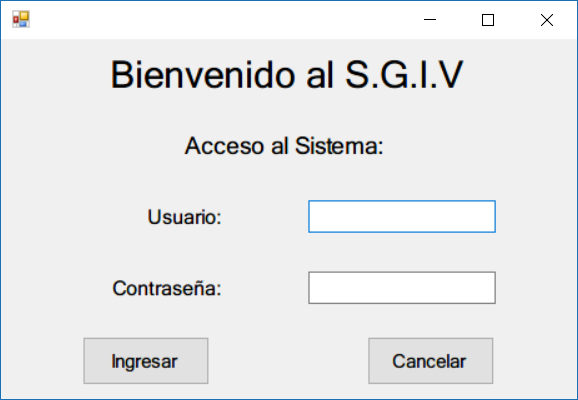 Bienvenido al S.G.I.V
Acceso al Sistema:
Usuario:
Contraseña:
Ingresar Cancelar